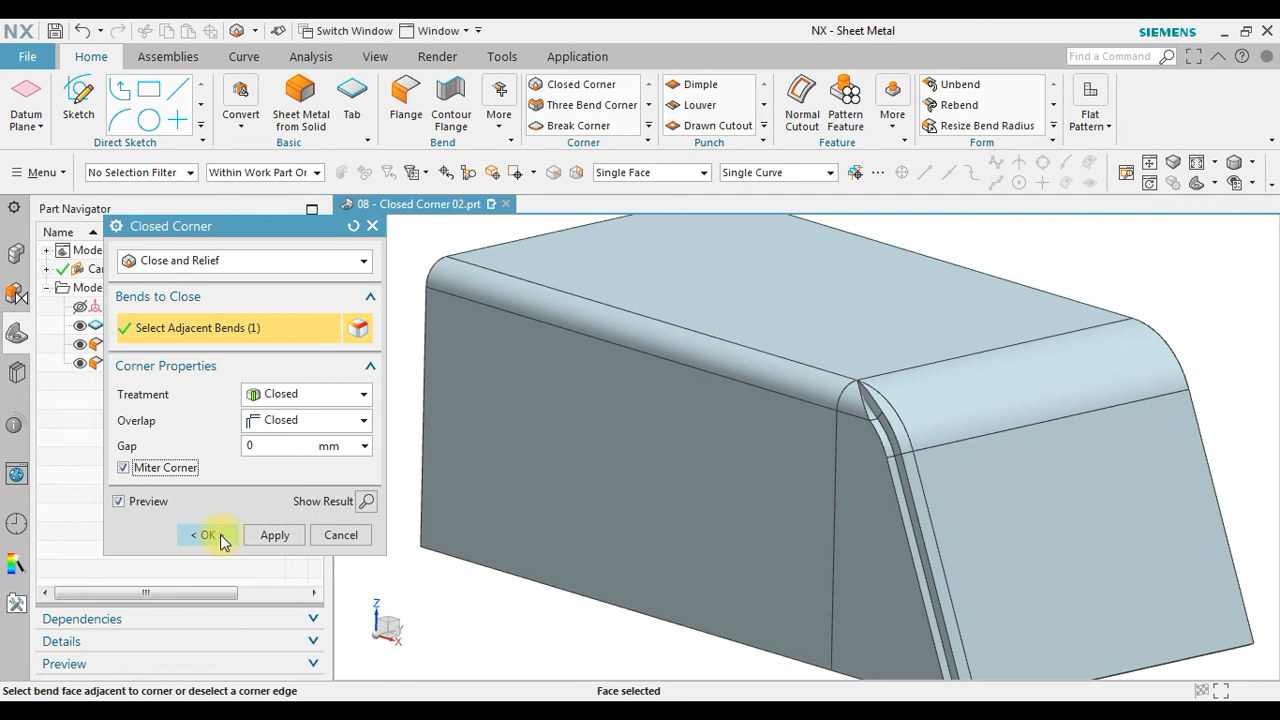 NX
Switch Window
Window
NX - Sheet Metal
SIEMENS
File
Home
Assemblies
Curve
Analysis
View
Render
Tools
Application
Find a Command
Datum Plane
Sketch
Direct Sketch
Convert
Sheet Metal from Solid
Tab
Basic
Flange
Contour Flange
More
Bend
Closed Corner
Three Bend Corner
Break Corner
Corner
Dimple
Louver
Drawn Cutout
Punch
Normal Cutout
Pattern Feature
More
Feature
Unbend
Rebend
Resize Bend Radius
Form
Flat Pattern
Menu
No Selection Filter
Within Work Part Or
Single Face
Single Curve
Part Navigator
08 - Closed Corner 02.prt
Name
Mode
Ca
Mode
Closed Corner
Close and Relief
Bends to Close
Select Adjacent Bends (1)
Corner Properties
Treatment
Closed
Overlap
Closed
Gap
0
mm
Miter Corner
Preview
Show Result
< OK
Apply
Cancel
Dependencies
Details
Preview
Z
Y
X
Select bend face adjacent to corner or deselect a corner edge
Face selected